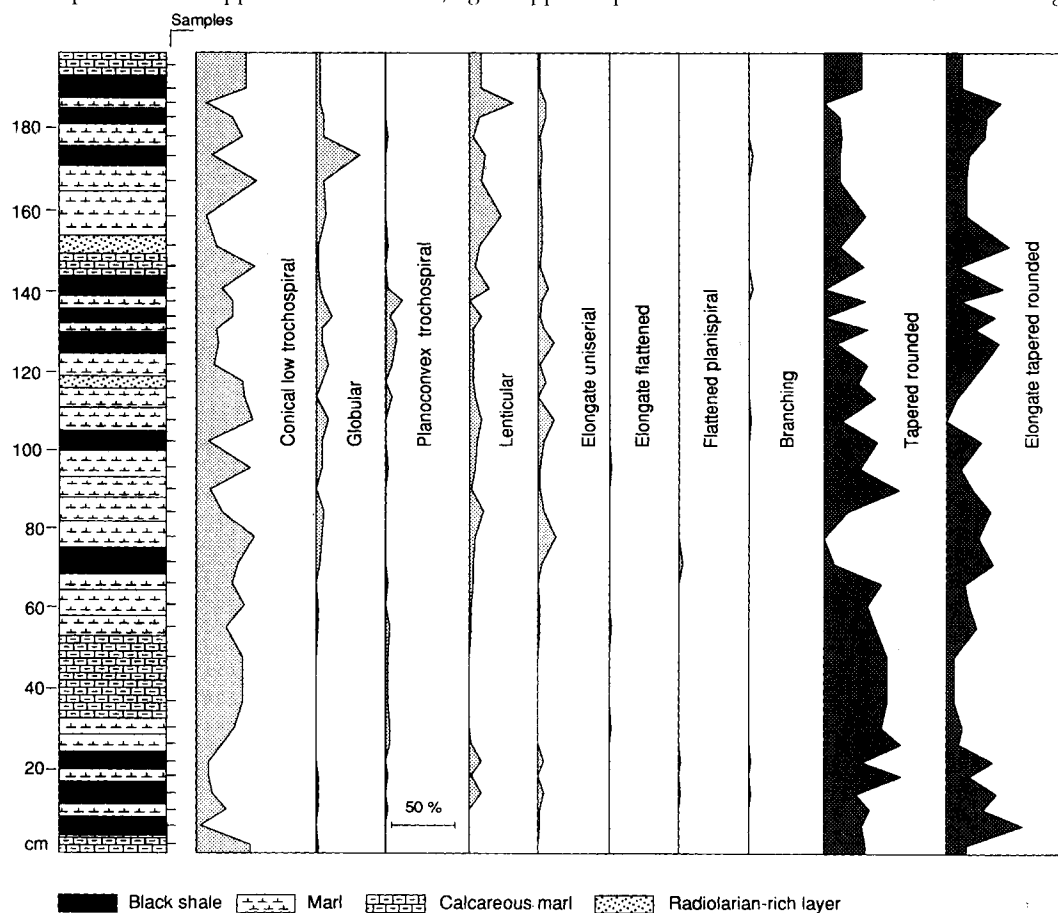 Samples
180
160
140
120
100
80
60
40
20
cm
Conical low trochospiral
Globular
Planoconvex trochospiral
Lenticular
Elongate uniserial
Elongate flattened
Flattened planispiral
Branching
Tapered rounded
Elongate tapered rounded
50 %
Black shale Marl Calcareous marl Radiolarian-rich layer